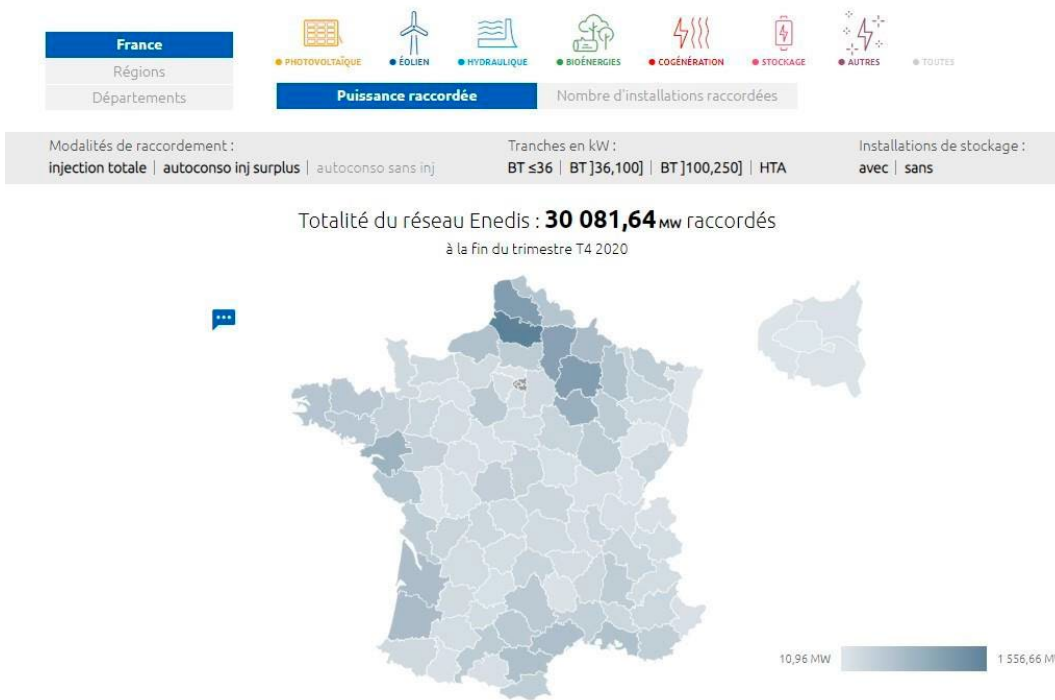 France
Régions
Départements
PHOTOVOLTAÏQUE
ÉOLIEN
HYDRAULIQUE
BIOÉNERGIES
COGÉNÉRATION
STOCKAGE
AUTRES
TOUTES
Puissance raccordée
Nombre d'installations raccordées
Modalités de raccordement :
injection totale | autoconso inj surplus | autoconso sans inj
Tranches en kW :
BT ≤36 | BT ]36,100] | BT ]100,250] | HTA
Installations de stockage :
avec | sans
Totalité du réseau Enedis : 30 081,64 MW raccordés
à la fin du trimestre T4 2020
10,96 MW
1 556,66 M